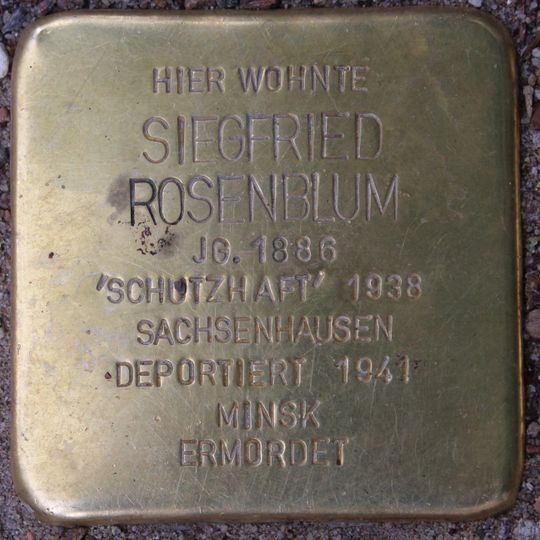 HIER WOHNTE
SIEGFRIED
ROSENBLUM
JG. 1886
'SCHUTZHAFT' 1938
SACHSENHAUSEN
DEPORTIERT 1941
MINSK
ERMORDET